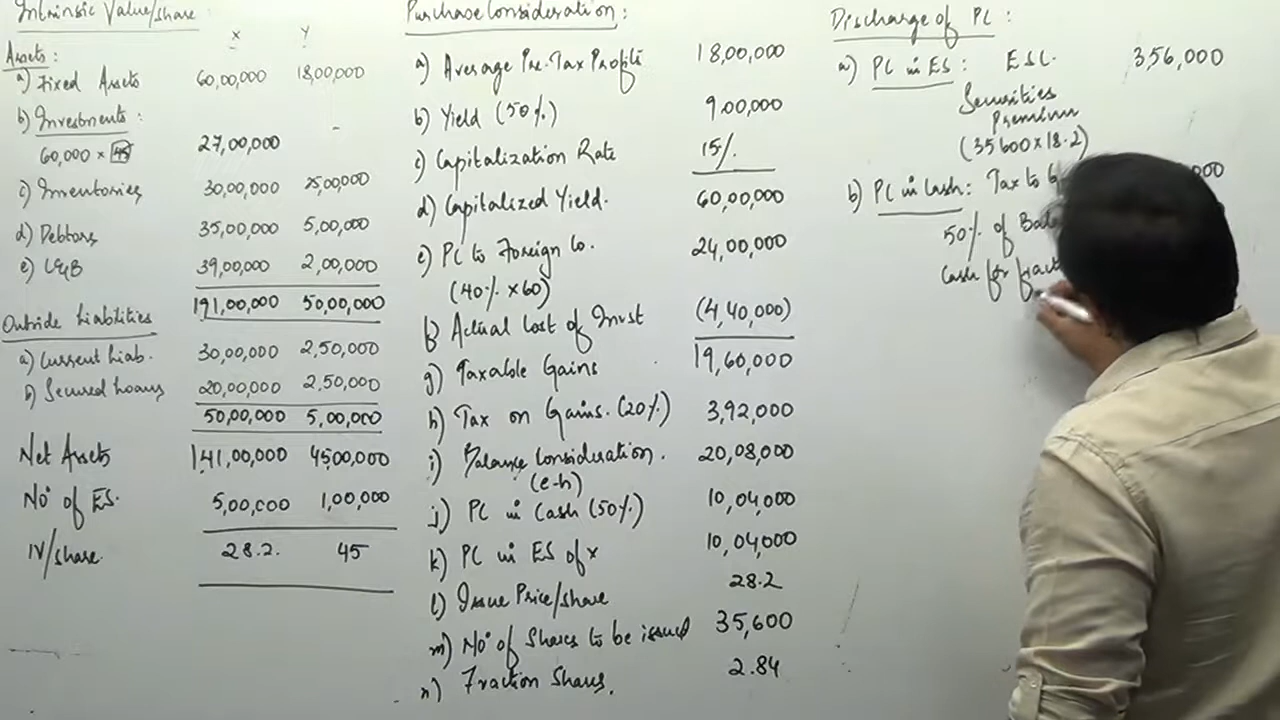 Intrinsic Value/share:
X Y
Assets:
a) Fixed Assets 60,00,000 18,00,000
b) Investments: -
60,000 × 45 27,00,000
c) Inventories 30,00,000 25,00,000
d) Debtors 35,00,000 5,00,000
e) C&B 39,00,000 2,00,000
191,00,000 50,00,000
Outside Liabilities
a) Current Liab. 30,00,000 2,50,000
b) Secured Loans 20,00,000 2,50,000
50,00,000 5,00,000
Net Assets 141,00,000 4500,000
No of ES. 5,00,000 1,00,000
IV/share. 28.2. 45
Purchase Consideration:
a) Average Pre-Tax Profits 18,00,000
b) Yield (50%) 9,00,000
c) Capitalization Rate 15%
d) Capitalized Yield. 60,00,000
e) PC to Foreign Co. 24,00,000
(40% × 60)
f) Actual Cost of Invst (4,40,000)
g) Taxable Gains 19,60,000
h) Tax on Gains. (20%) 3,92,000
i) Balance Consideration. 20,08,000
(e-h)
j) PC in Cash (50%) 10,04,000
k) PC in ES of x 10,04,000
l) Issue Price/share 28.2
m) No of Shares to be issued 35,600
n) Fraction Shares. 2.84
Discharge of PC:
a) PC in ES: ESC. 3,56,000
Securities
Premium
(35600×18.2)
b) PC in Cash: Tax to
50% of
Cash for